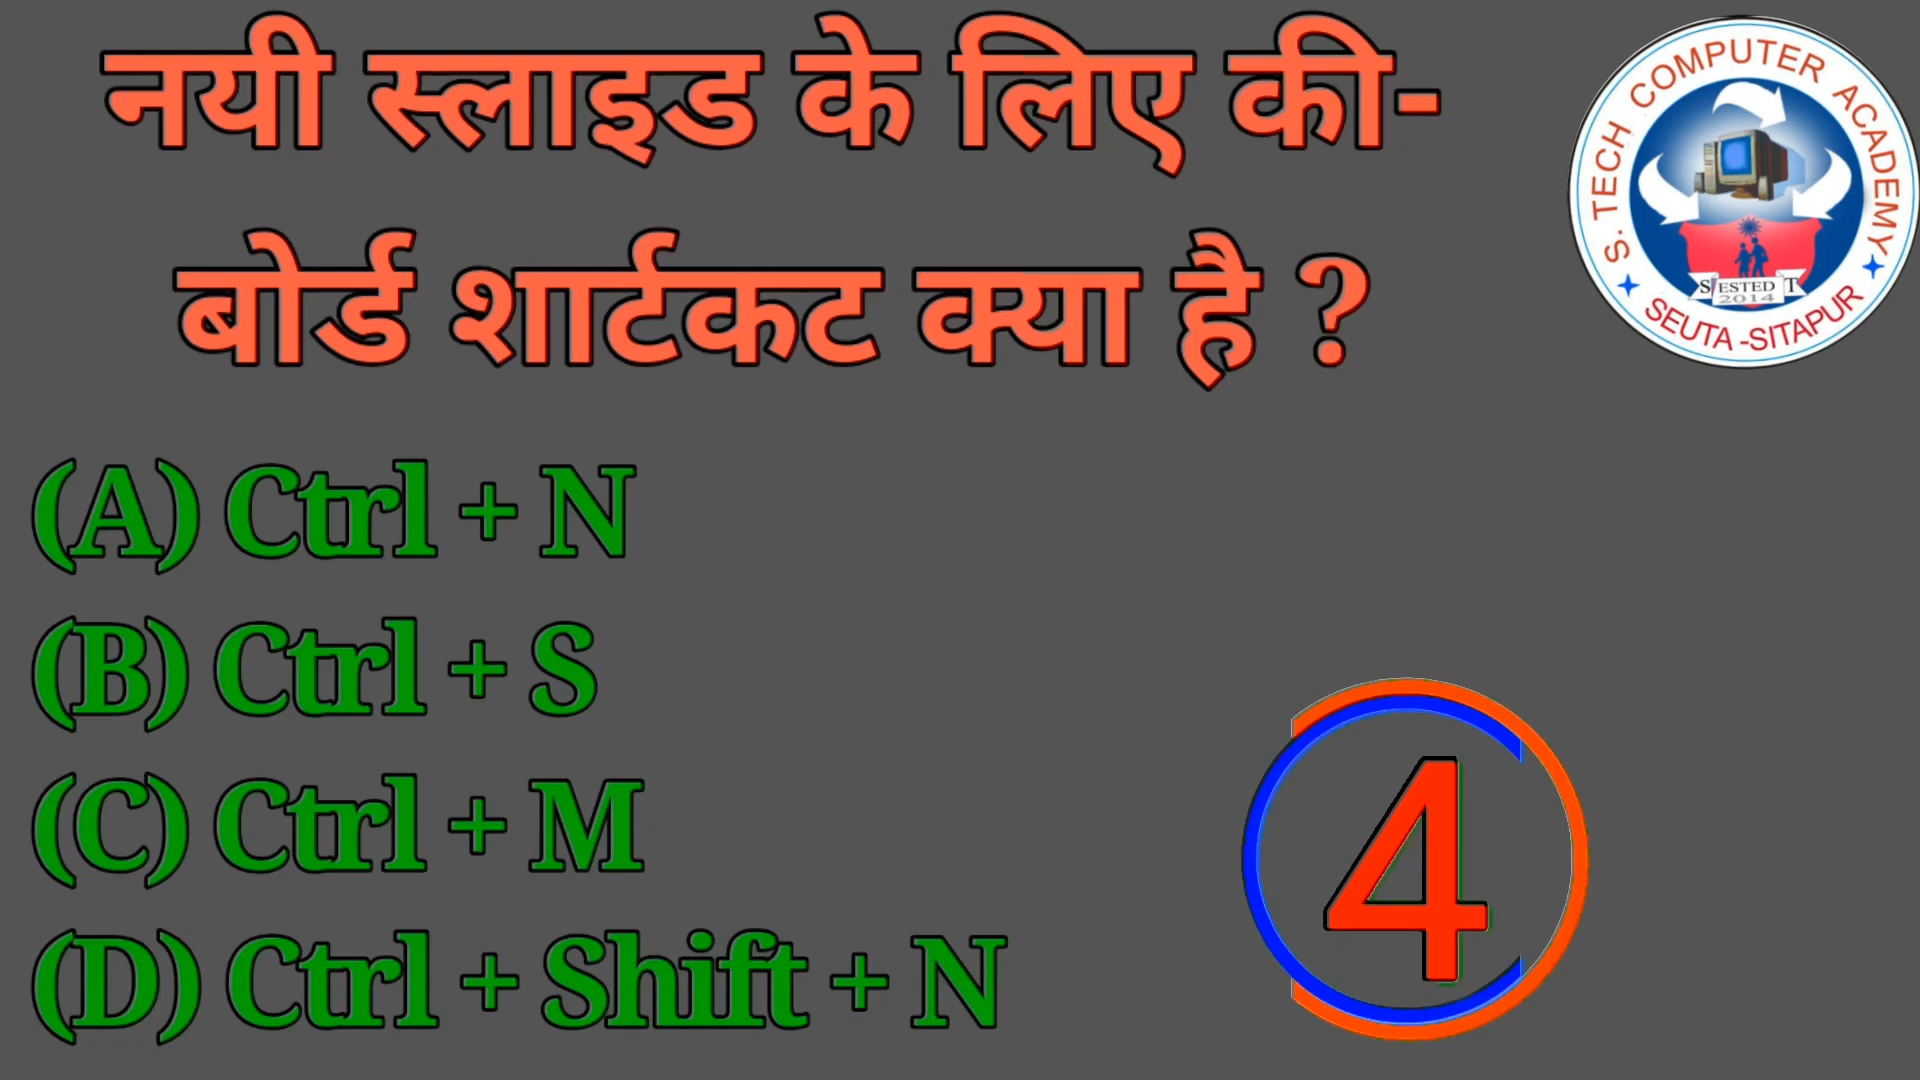 नयी स्लाइड के लिए की-
बोर्ड शार्टकट क्या है ?
(A) Ctrl + N
(B) Ctrl + S
(C) Ctrl + M
(D) Ctrl + Shift + N
4
S. TECH COMPUTER ACADEMY
ESTED
2014
SEUTA -SITAPUR